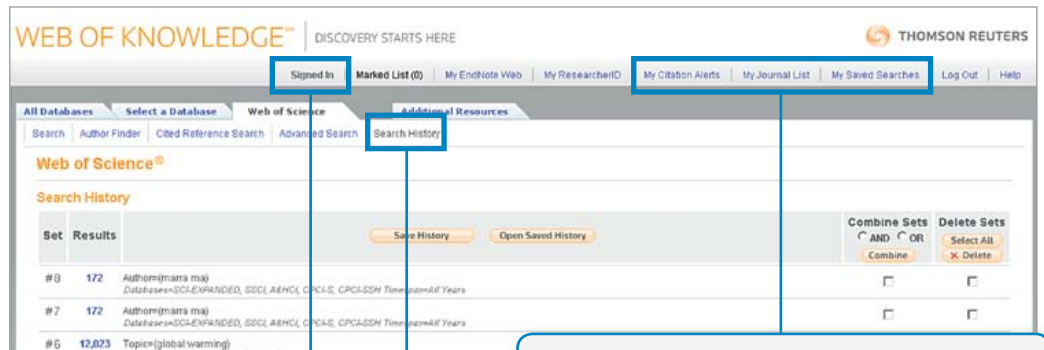 WEB OF KNOWLEDGE℠ DISCOVERY STARTS HERE THOMSON REUTERS
Signed In Marked List (0) My EndNote Web My ResearcherID My Citation Alerts My Journal List My Saved Searches Log Out Help
All Databases Select a Database Web of Science Additional Resources
Search Author Finder Cited Reference Search Advanced Search Search History
Web of Science®
Search History
Set Results Save History Open Saved History Combine Sets AND OR Combine Delete Sets Select All X Delete
#8 172 Author=(marra ma)
Databases=SCI-EXPANDED, SSCI, A&HCI, CPCI-S, CPCI-SSH Timespan=All Years
#7 172 Author=(marra ma)
Databases=SCI-EXPANDED, SSCI, A&HCI, CPCI-S, CPCI-SSH Timespan=All Years
#6 12,023 Topic=(global warming)